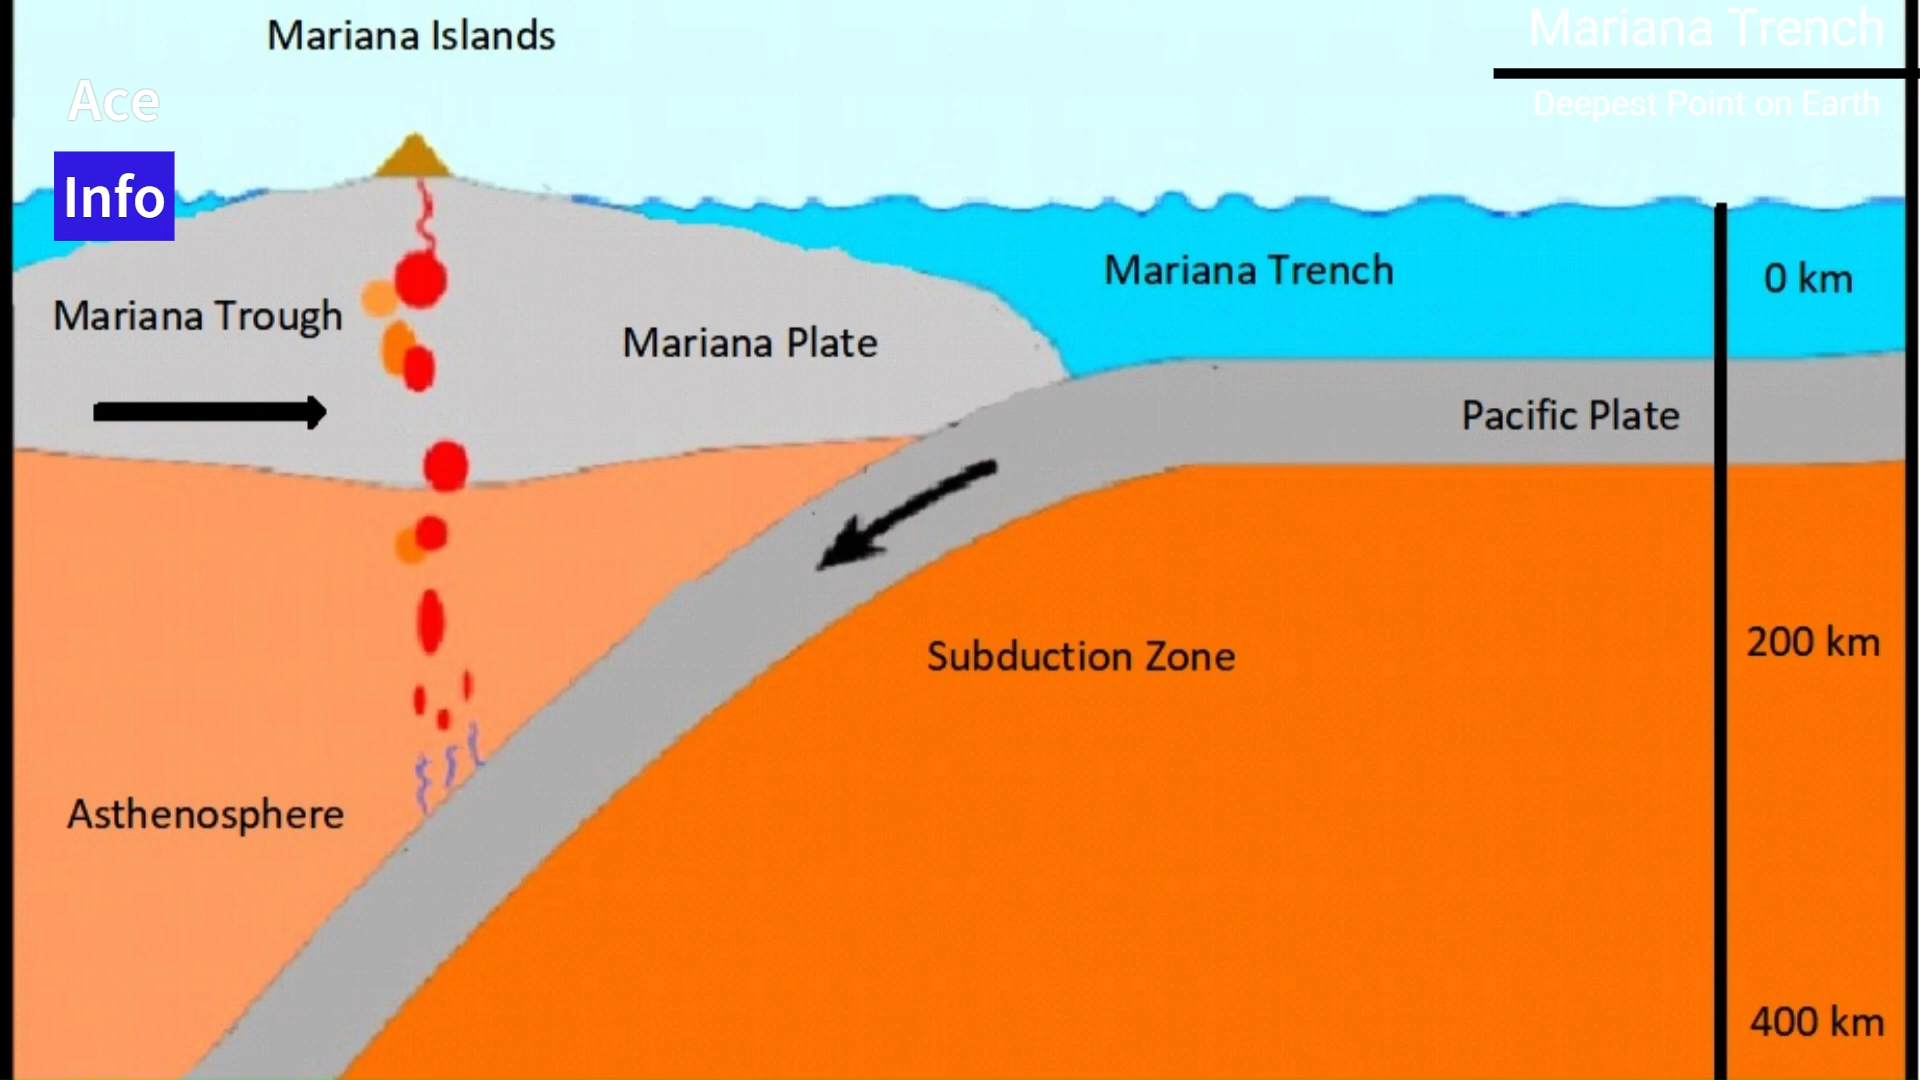 Mariana Islands
Mariana Trench
Deepest Point on Earth
Ace
Info
Mariana Trench
0 km
Mariana Trough
Mariana Plate
Pacific Plate
200 km
Subduction Zone
Asthenosphere
400 km